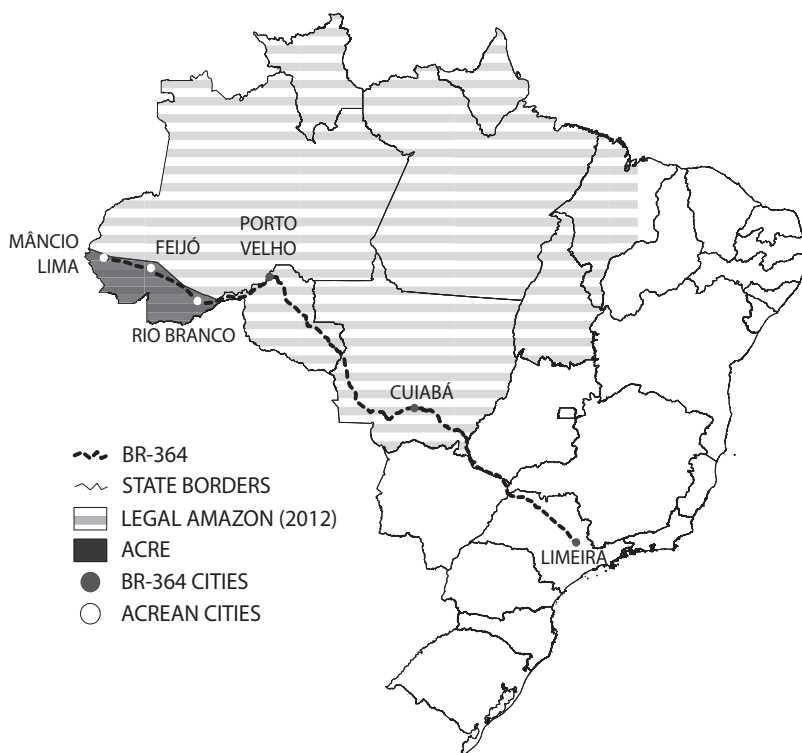 PORTO
VELHO
FEIJÓ
MÂNCIO
LIMA
RIO BRANCO
CUIABÁ
LIMEIRA
BR-364
STATE BORDERS
LEGAL AMAZON (2012)
ACRE
BR-364 CITIES
ACREAN CITIES